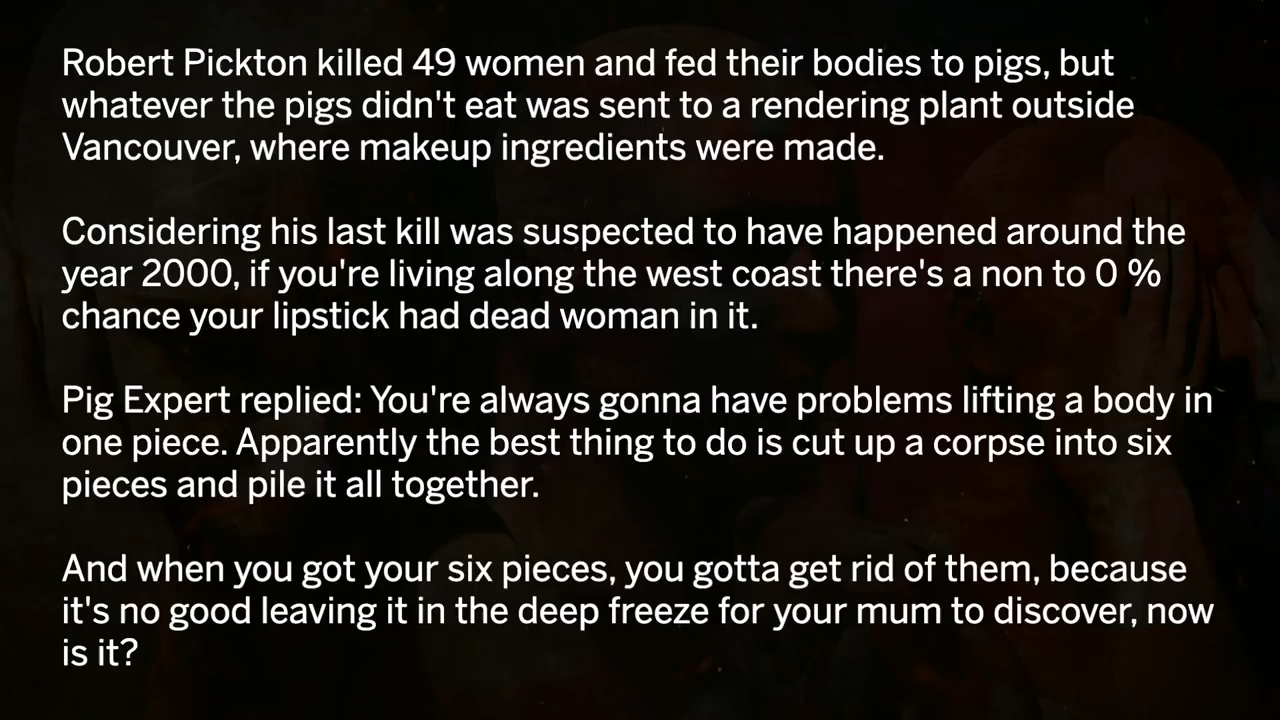 Robert Pickton killed 49 women and fed their bodies to pigs, but
whatever the pigs didn't eat was sent to a rendering plant outside
Vancouver, where makeup ingredients were made.
Considering his last kill was suspected to have happened around the
year 2000, if you're living along the west coast there's a non to 0 %
chance your lipstick had dead woman in it.
Pig Expert replied: You're always gonna have problems lifting a body in
one piece. Apparently the best thing to do is cut up a corpse into six
pieces and pile it all together.
And when you got your six pieces, you gotta get rid of them, because
it's no good leaving it in the deep freeze for your mum to discover, now
is it?